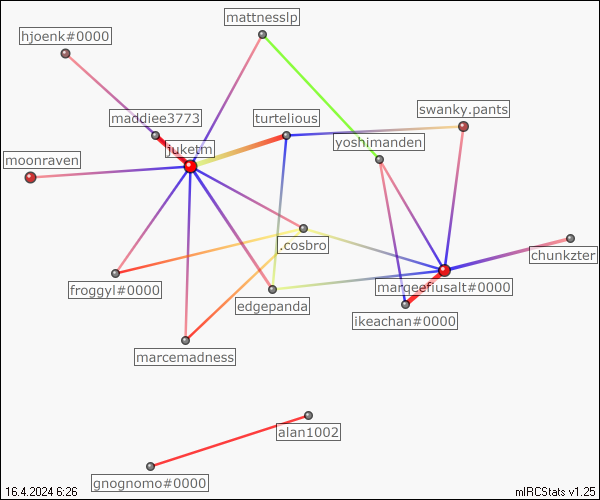 mattnesslp
hjoenk#0000
swanky.pants
maddiee3773
turtelious
yoshimanden
juketm
moonraven
.cosbro
chunkzter
marqeefiusalt#0000
froggyl#0000
edgepanda
ikeachan#0000
marcemadness
alan1002
gnognomo#0000
16.4.2024 6:26
mIRCStats v1.25